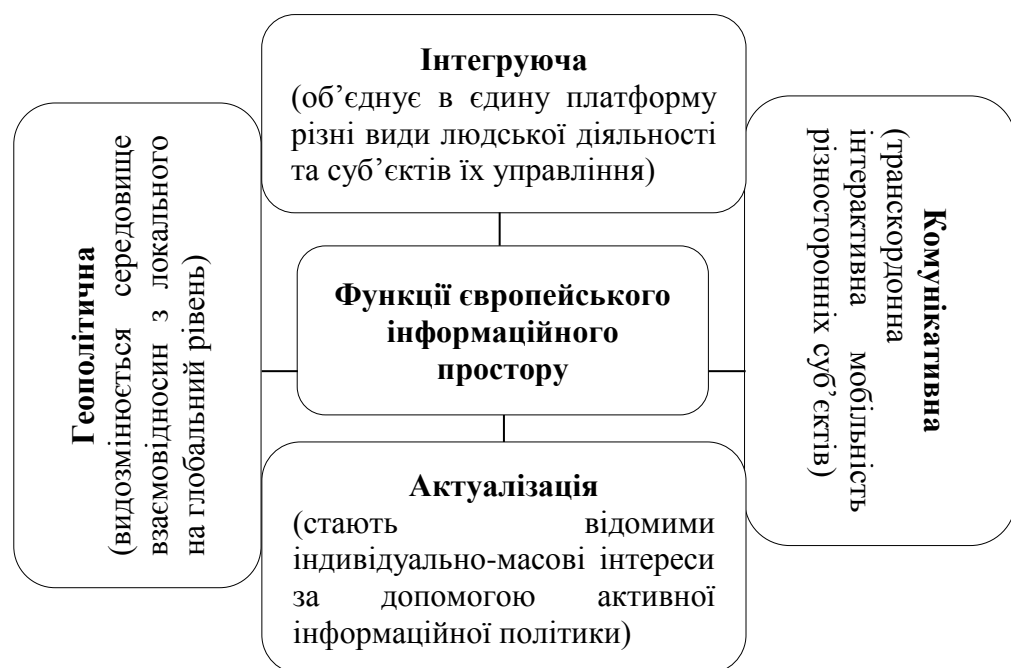 Інтегруюча
(об’єднує в єдину платформу
різні види людської діяльності
та суб’єктів їх управління)
Геополітична
(видозмінюється середовище
взаємовідносин з локального
на глобальний рівень)
Функції європейського
інформаційного
простору
Комунікативна
(транскордонна
інтерактивна мобільність
різносторонніх суб’єктів)
Актуалізація
(стають відомими
індивідуально-масові інтереси
за допомогою активної
інформаційної політики)